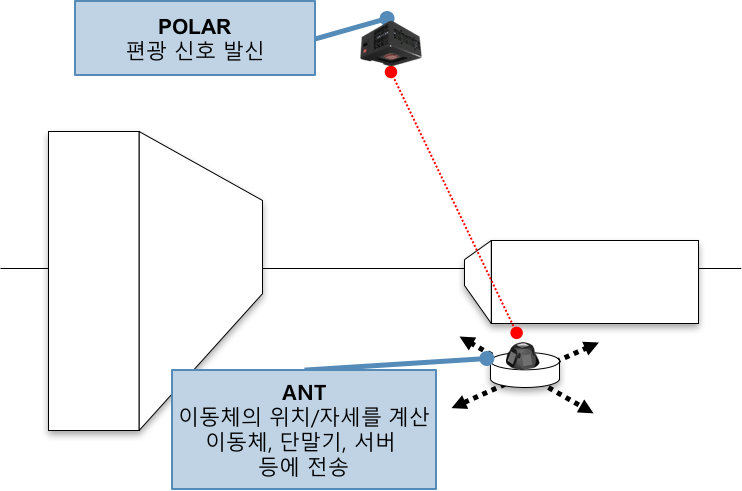 POLAR
편광 신호 발신
ANT
이동체의 위치/자세를 계산
이동체, 단말기, 서버
등에 전송